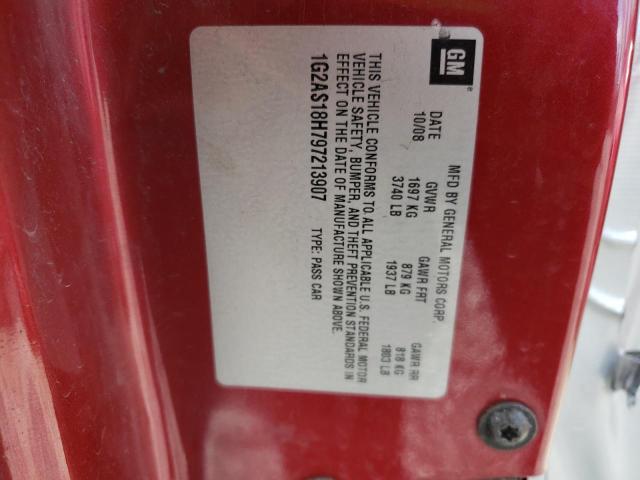 GM
MFD BY GENERAL MOTORS CORP.
DATE GVWR GAWR FRT GAWR RR
10/08 1697 KG 879 KG 818 KG
3740 LB 1937 LB 1803 LB
THIS VEHICLE CONFORMS TO ALL APPLICABLE U.S. FEDERAL MOTOR
VEHICLE SAFETY, BUMPER, AND THEFT PREVENTION STANDARDS IN
EFFECT ON THE DATE OF MANUFACTURE SHOWN ABOVE.
1G2AS18H797213907 TYPE: PASS CAR